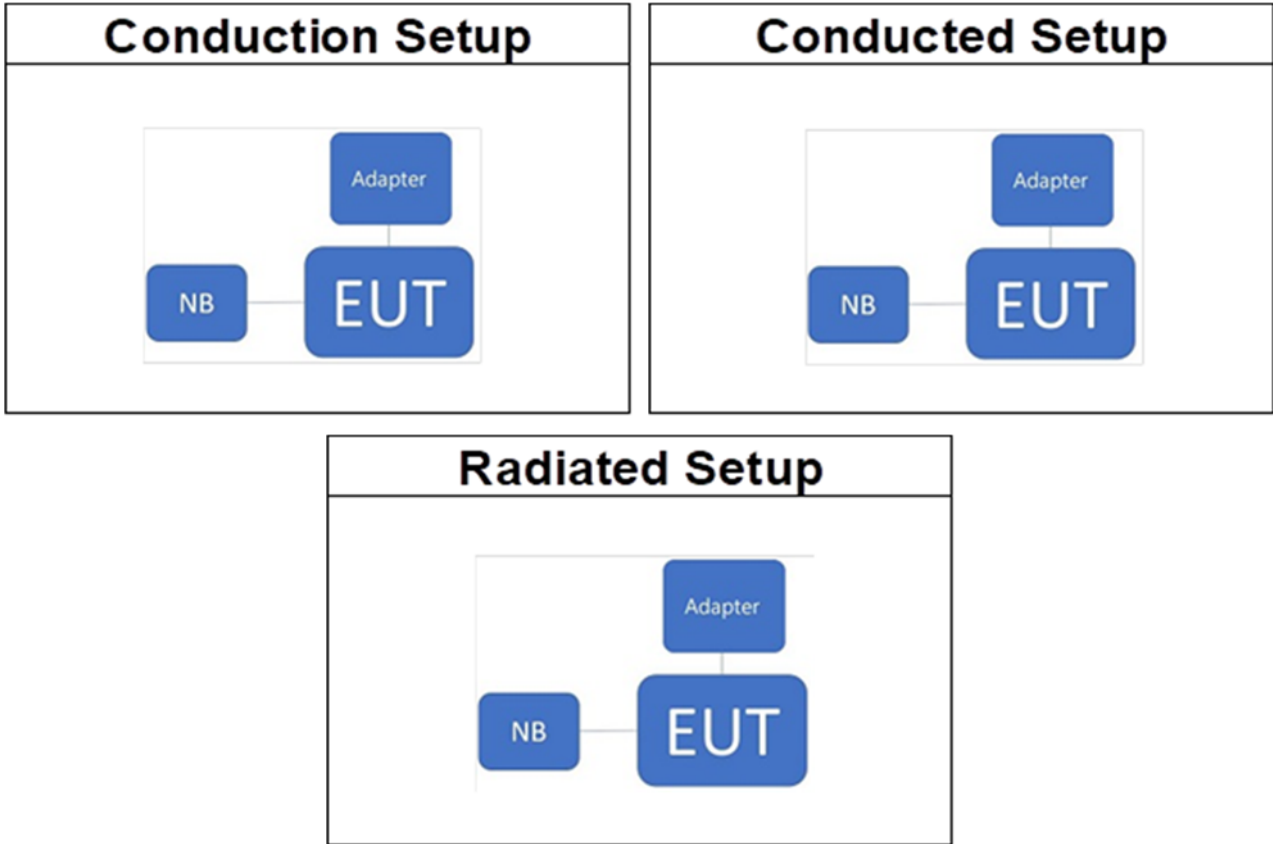 Conduction Setup
Adapter
NB
EUT
Conducted Setup
Adapter
NB
EUT
Radiated Setup
Adapter
NB
EUT